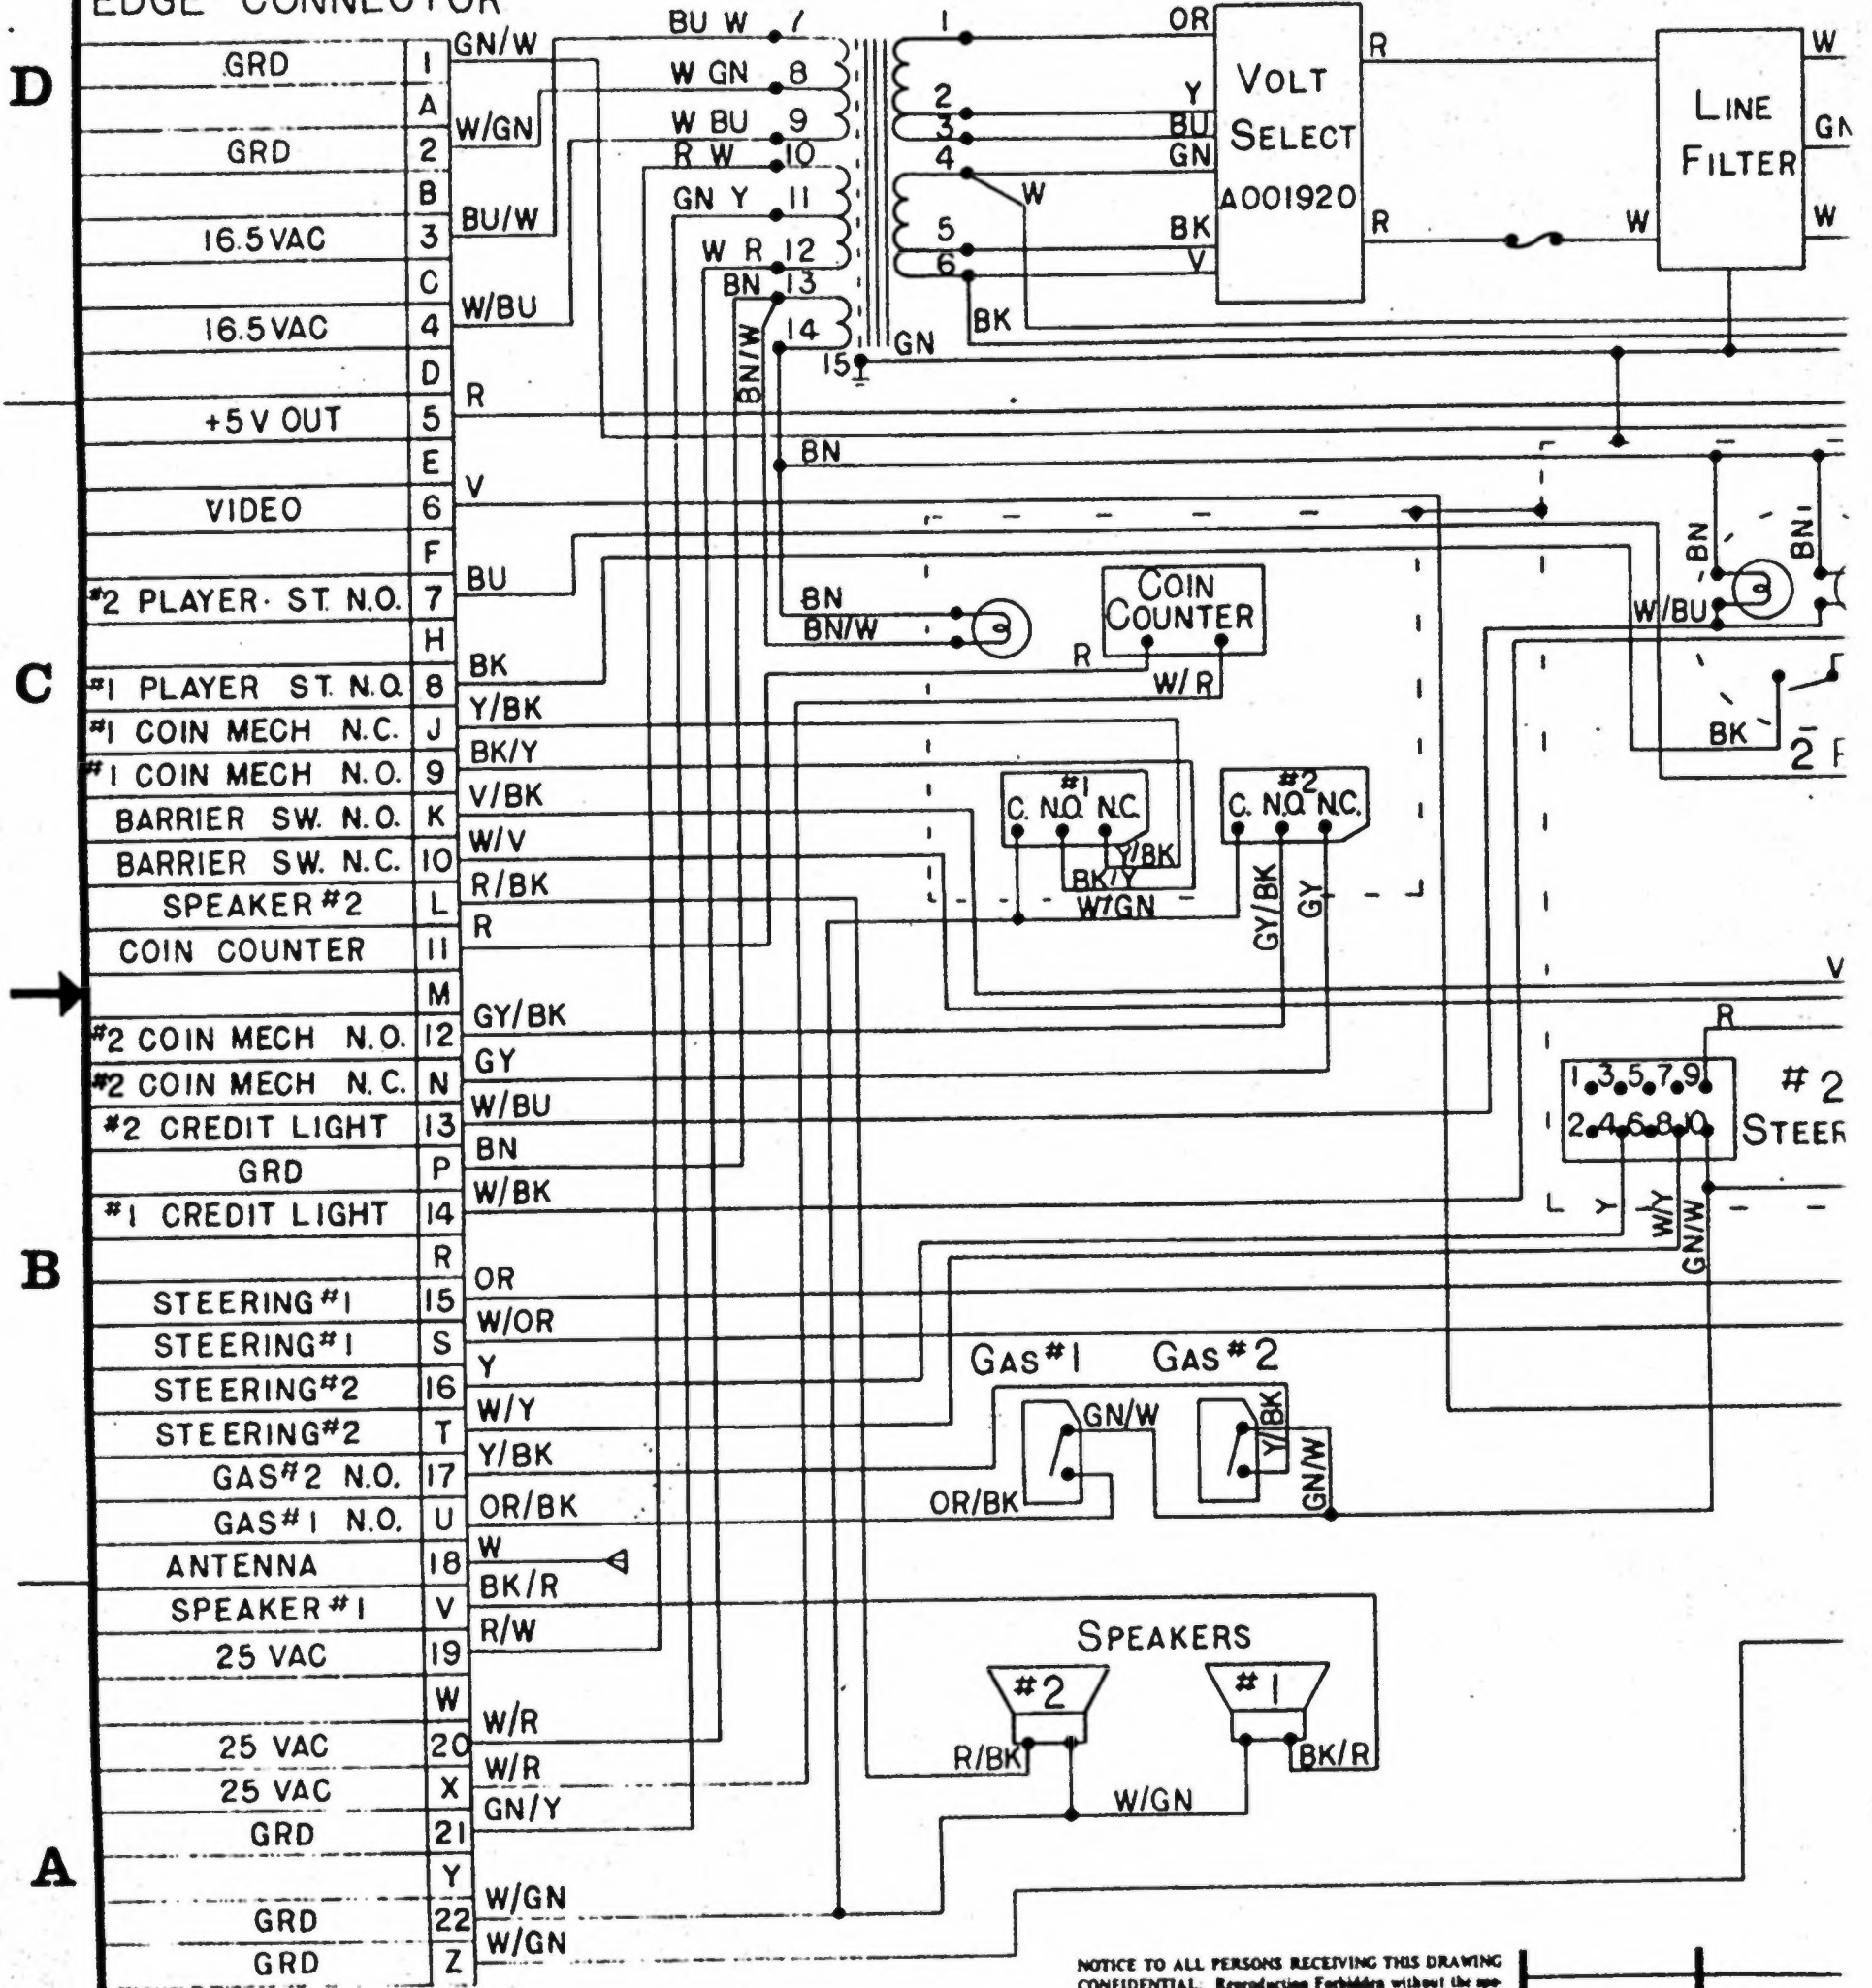 EDGE CONNECTOR
D
C
B
A
GRD 1 GN/W
A
GRD 2 W/GN
B
16.5VAC 3 BU/W
C
16.5VAC 4 W/BU
D
+5V OUT 5 R
E
VIDEO 6 V
F
#2 PLAYER ST. N.O. 7 BU
H
#1 PLAYER ST. N.O. 8 BK
#1 COIN MECH N.C. J Y/BK
#1 COIN MECH N.O. 9 BK/Y
BARRIER SW. N.O. K V/BK
BARRIER SW. N.C. 10 W/V
SPEAKER #2 L R/BK
COIN COUNTER 11 R
M
#2 COIN MECH N.O. 12 GY/BK
#2 COIN MECH N.C. N GY
#2 CREDIT LIGHT 13 W/BU
GRD P BN
#1 CREDIT LIGHT 14 W/BK
R
STEERING #1 15 OR
STEERING #1 S W/OR
STEERING #2 16 Y
STEERING #2 T W/Y
GAS #2 N.O. 17 Y/BK
GAS #1 N.O. U OR/BK
ANTENNA 18 W
SPEAKER #1 V BK/R
25 VAC 19 R/W
W
25 VAC 20 W/R
25 VAC X W/R
GRD 21 GN/Y
Y
GRD 22 W/GN
GRD Z W/GN
BU W 7
W GN 8
W BU 9
R W 10
GN Y 11
W R 12
BN 13
14
BN/W
15
GN
1 OR
2 Y
3 BU
4 GN
W
5 BK
6 V
BK
VOLT
SELECT
A001920
R
R
W
LINE
FILTER
W
GN
W
BN
BN
BN/W
COIN
COUNTER
R
W/R
BN
BN
W/BU
BK
2
#1
C. N.O. N.C.
Y/BK
BK/Y
W/GN
#2
C. N.O. N.C.
GY/BK
GY
V
R
1 3 5 7 9
2 4 6 8 10
#2
STEER
Y
W/Y
GN/W
GAS #1
GAS #2
GN/W
Y/BK
GN/W
OR/BK
SPEAKERS
#2
#1
R/BK
BK/R
W/GN
NOTICE TO ALL PERSONS RECEIVING THIS DRAWING
CONFIDENTIAL: Reproduction Forbidden without the spe-